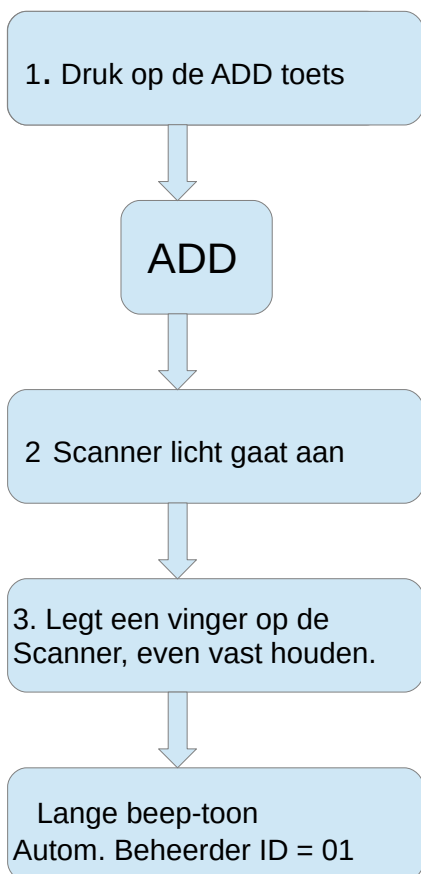 1. Druk op de ADD toets
ADD
2 Scanner licht gaat aan
3. Legt een vinger op de
Scanner, even vast houden.
Lange beep-toon
Autom. Beheerder ID = 01